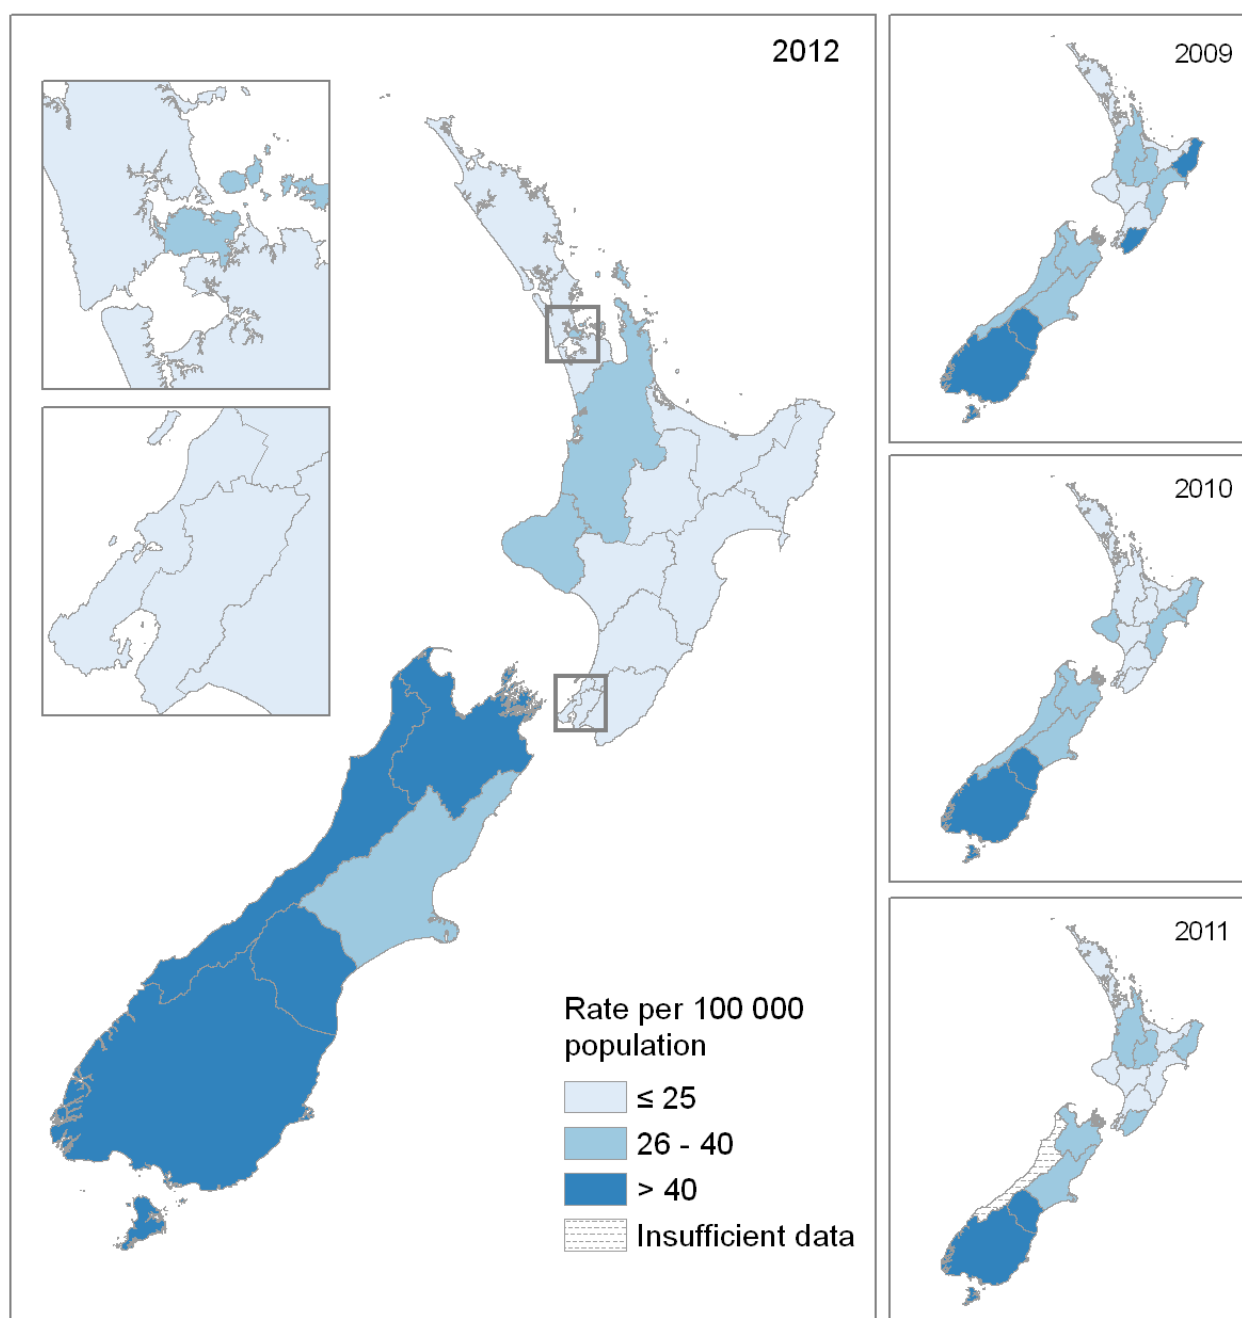 2012
Rate per 100 000
population
≤ 25
26 - 40
> 40
Insufficient data
2009
2010
2011